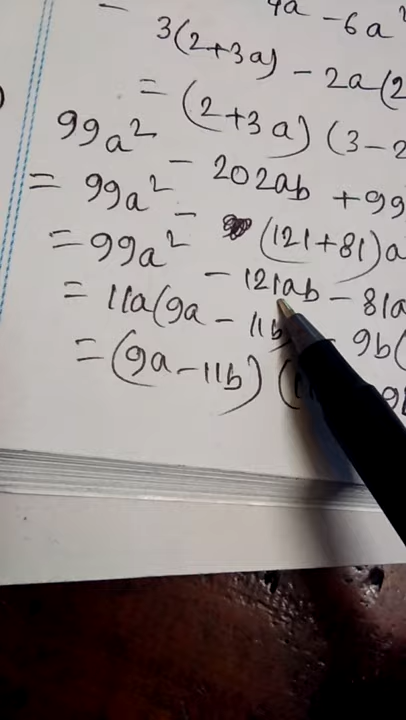 4a - 6a²
3(2+3a) - 2a(2
= (2+3a) (3-2
99a² - 202ab + 99
= 99a² - (121+81)a
= 99a² - 121ab - 81a
= 11a(9a - 11b) 9b(
= (9a-11b) (